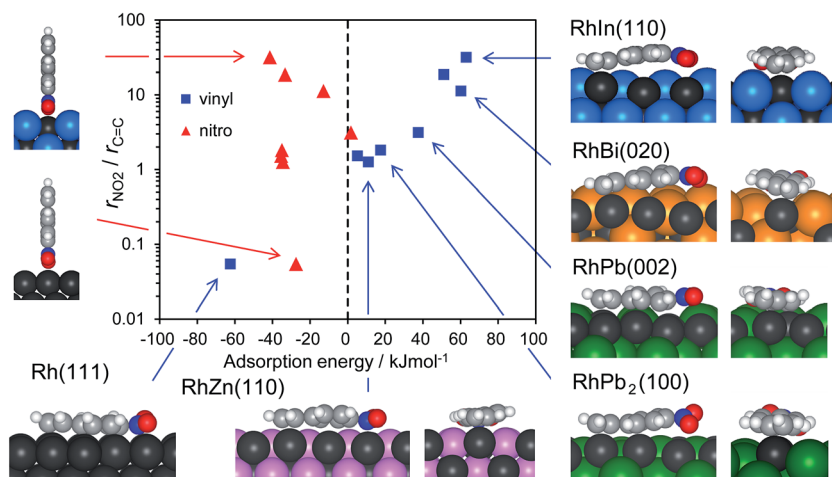 r_NO2 / r_C=C
100
10
1
0.1
0.01
vinyl
nitro
-100 -80 -60 -40 -20 0 20 40 60 80 100
Adsorption energy / kJmol⁻¹
RhIn(110)
RhBi(020)
RhPb(002)
RhPb₂(100)
Rh(111)
RhZn(110)